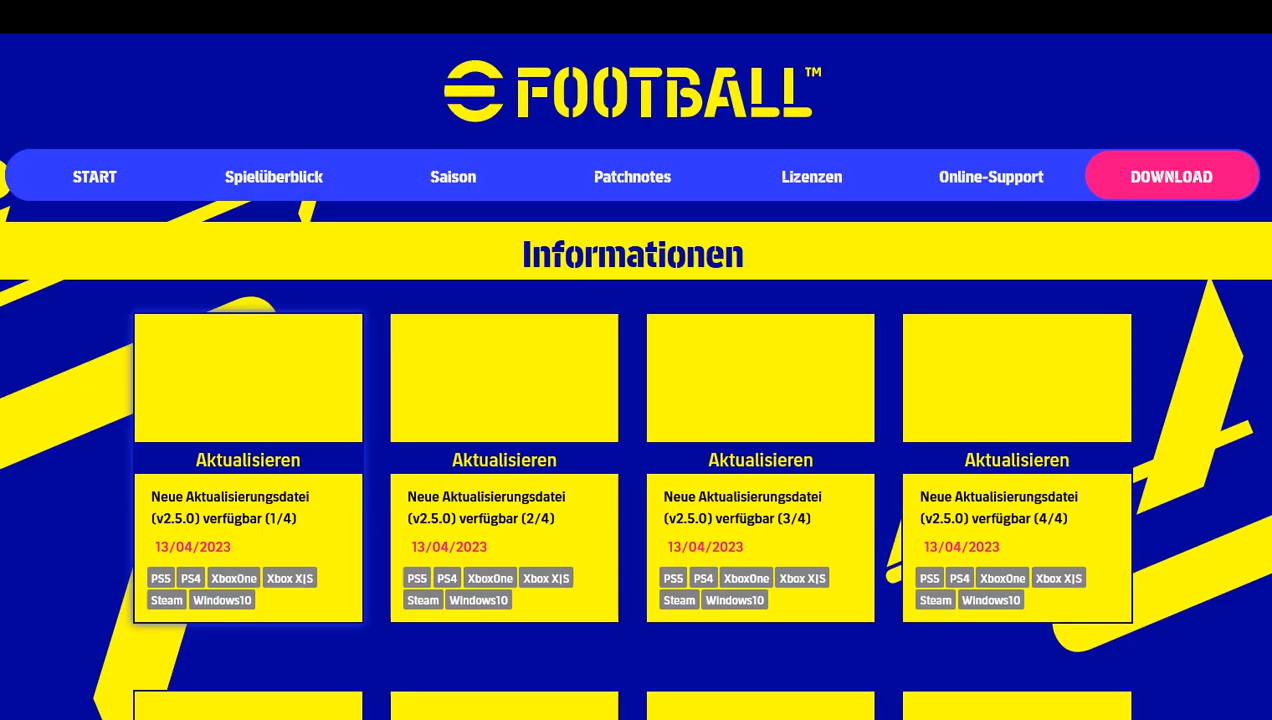 FOOTBALL™
START Spielüberblick Saison Patchnotes Lizenzen Online-Support DOWNLOAD
Informationen
Aktualisieren
Neue Aktualisierungsdatei
(v2.5.0) verfügbar (1/4)
13/04/2023
PS5 PS4 XboxOne Xbox X|S
Steam Windows10
Aktualisieren
Neue Aktualisierungsdatei
(v2.5.0) verfügbar (2/4)
13/04/2023
PS5 PS4 XboxOne Xbox X|S
Steam Windows10
Aktualisieren
Neue Aktualisierungsdatei
(v2.5.0) verfügbar (3/4)
13/04/2023
PS5 PS4 XboxOne Xbox X|S
Steam Windows10
Aktualisieren
Neue Aktualisierungsdatei
(v2.5.0) verfügbar (4/4)
13/04/2023
PS5 PS4 XboxOne Xbox X|S
Steam Windows10